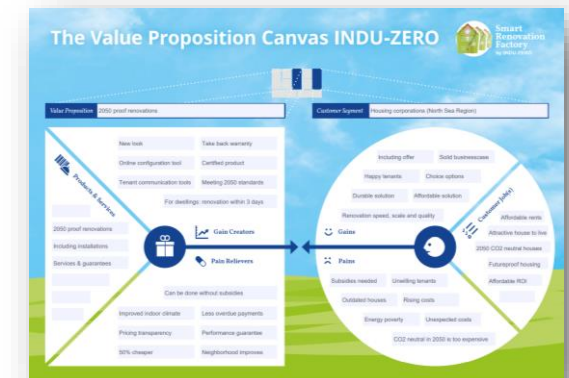 The Value Proposition Canvas INDU-ZERO
Smart
Renovation
Factory
by INDU-ZERO
Value Proposition 2050 proof renovations
Customer Segment Housing corporations (North Sea Region)
New look
Take back warranty
Online configuration tool
Certified product
Tenant communication tools
Meeting 2050 standards
For dwellings: renovation within 3 days
Products & Services
2050 proof renovations
Including installations
Services & guarantees
Gain Creators
Pain Relievers
Can be done without subsidies
Improved indoor climate
Less overdue payments
Pricing transparency
Performance guarantee
50% cheaper
Neighborhood improves
Including offer
Solid businesscase
Happy tenants
Choice options
Durable solution
Affordable solution
Renovation speed, scale and quality
Gains
Pains
Customer Job(s)
Affordable rents
Attractive house to live
2050 CO2 neutral houses
Futureproof housing
Affordable ROI
Subsidies needed
Unwilling tenants
Outdated houses
Rising costs
Energy poverty
Unexpected costs
CO2 neutral in 2050 is too expensive